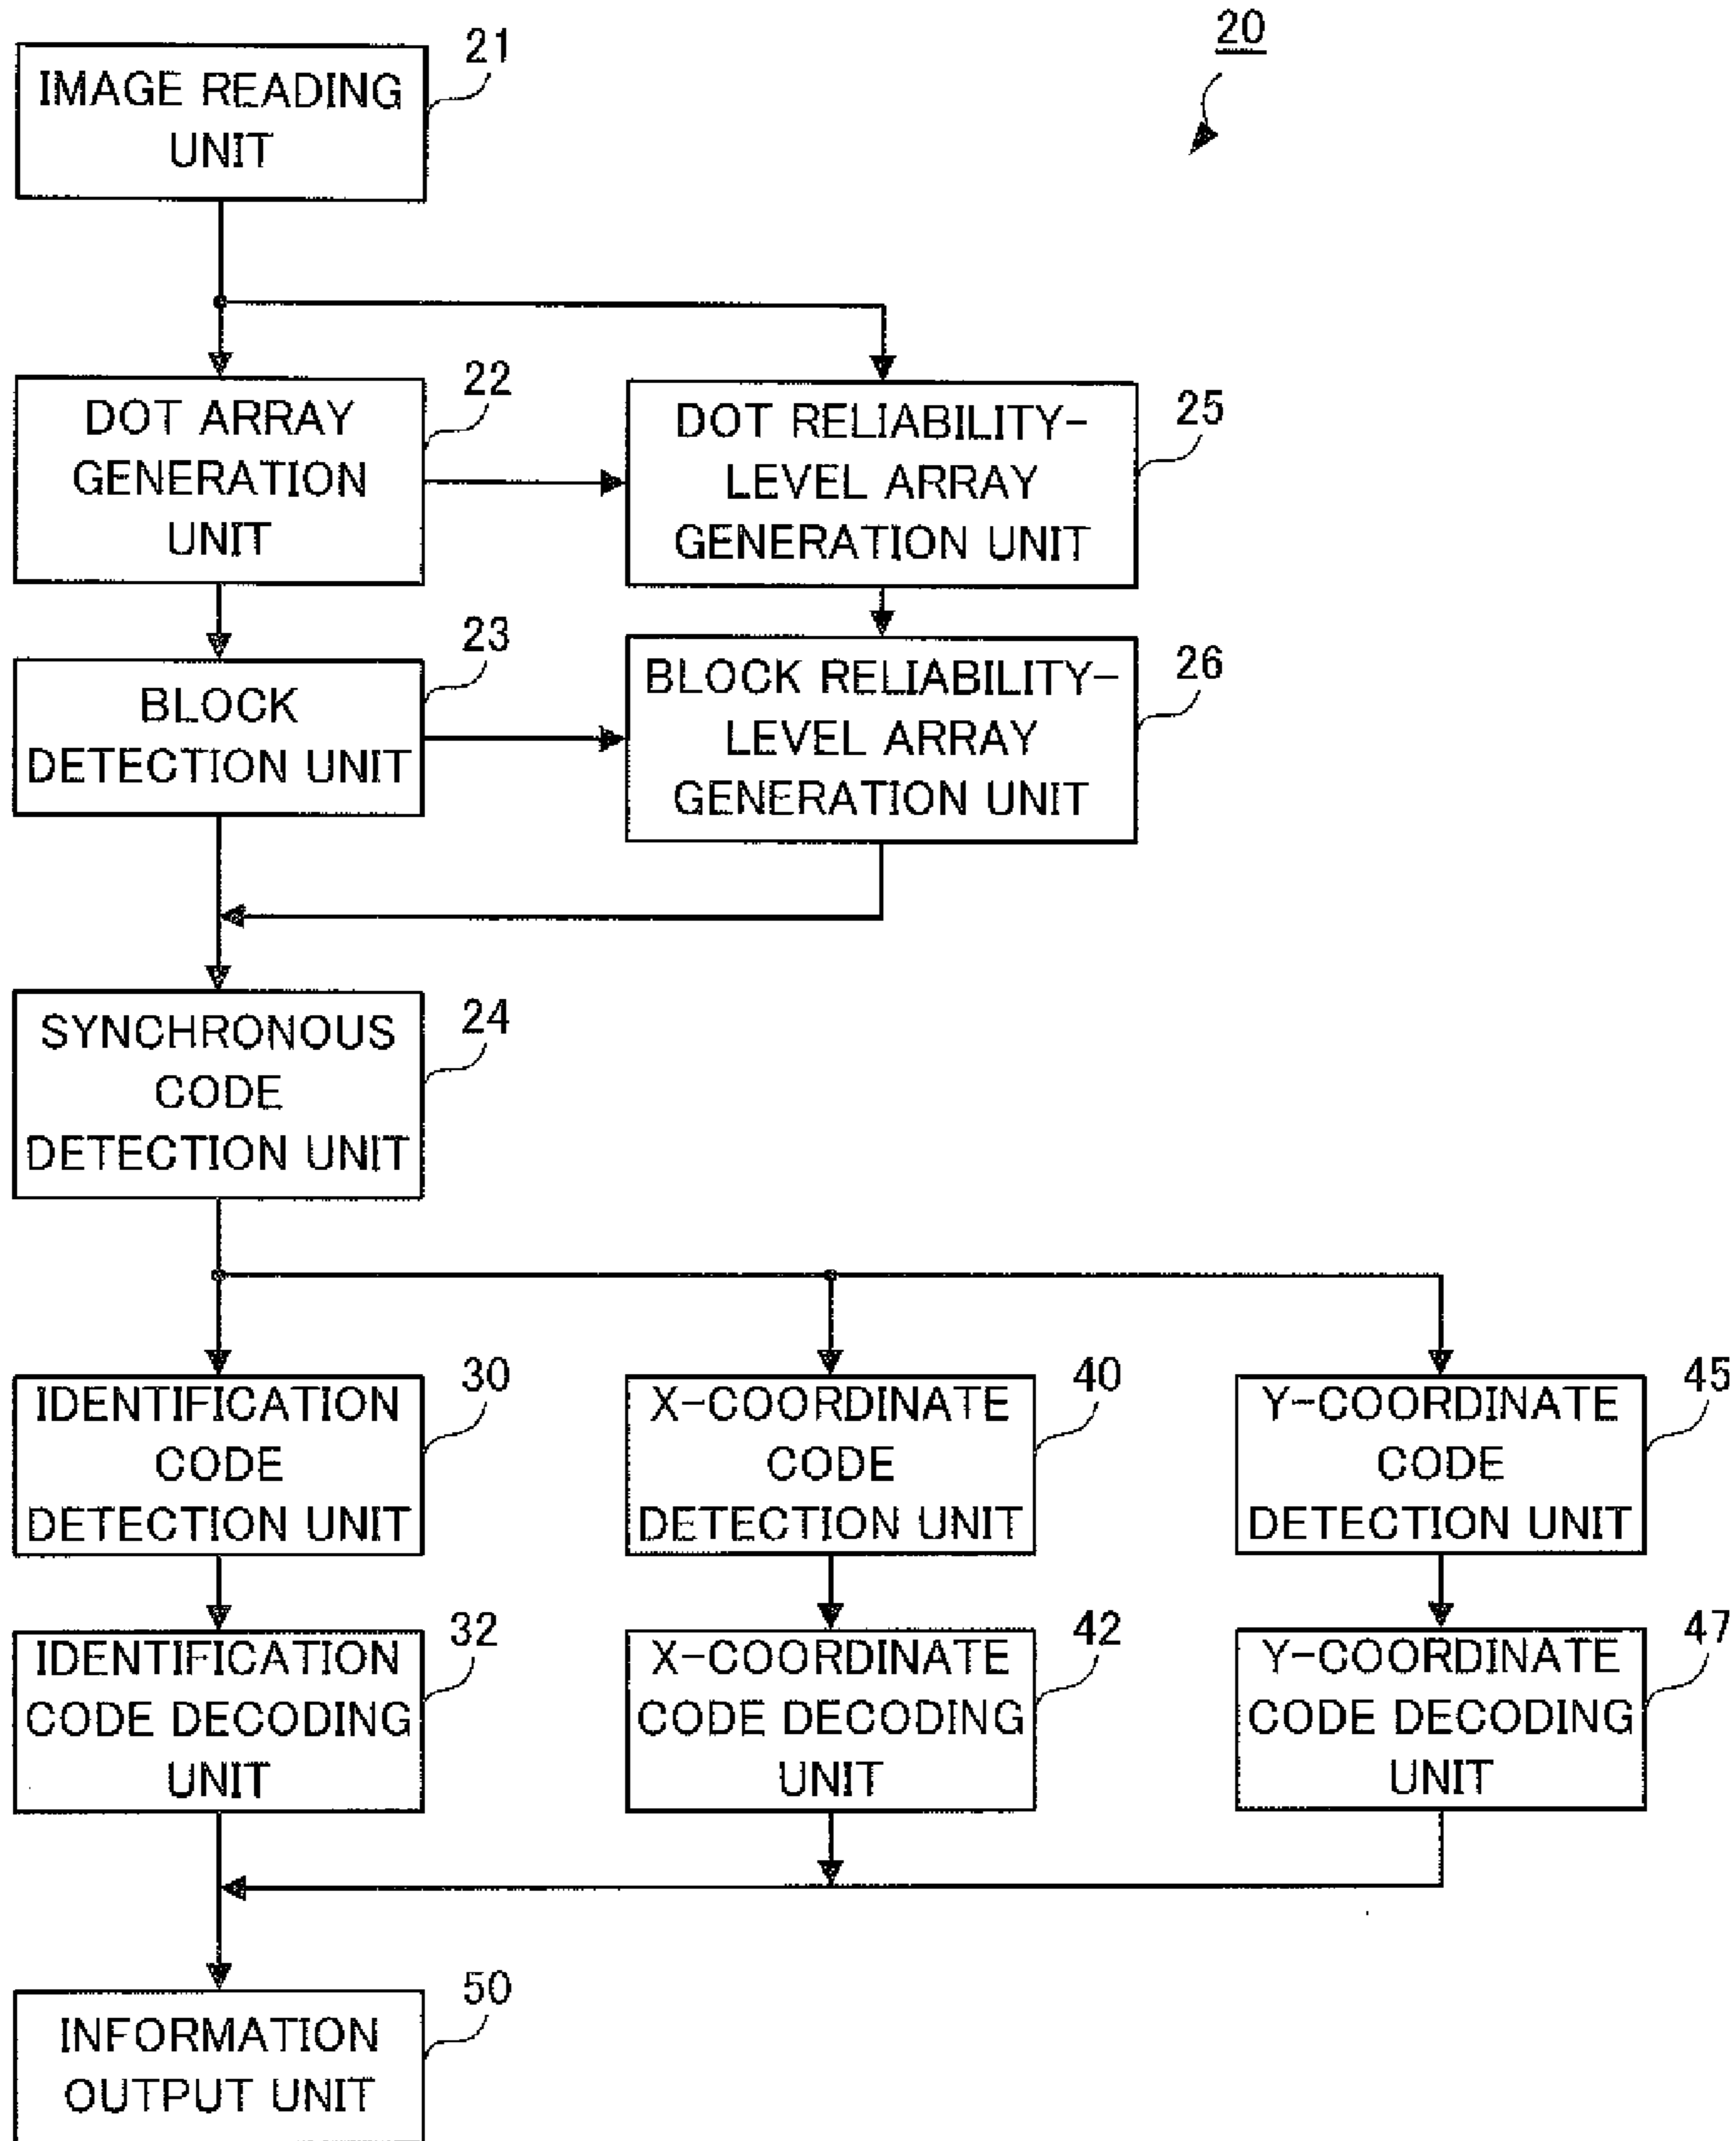 20
21
IMAGE READING
UNIT
22
DOT ARRAY
GENERATION
UNIT
25
DOT RELIABILITY-
LEVEL ARRAY
GENERATION UNIT
23
BLOCK
DETECTION UNIT
26
BLOCK RELIABILITY-
LEVEL ARRAY
GENERATION UNIT
24
SYNCHRONOUS
CODE
DETECTION UNIT
30
IDENTIFICATION
CODE
DETECTION UNIT
40
X-COORDINATE
CODE
DETECTION UNIT
45
Y-COORDINATE
CODE
DETECTION UNIT
32
IDENTIFICATION
CODE DECODING
UNIT
42
X-COORDINATE
CODE DECODING
UNIT
47
Y-COORDINATE
CODE DECODING
UNIT
50
INFORMATION
OUTPUT UNIT